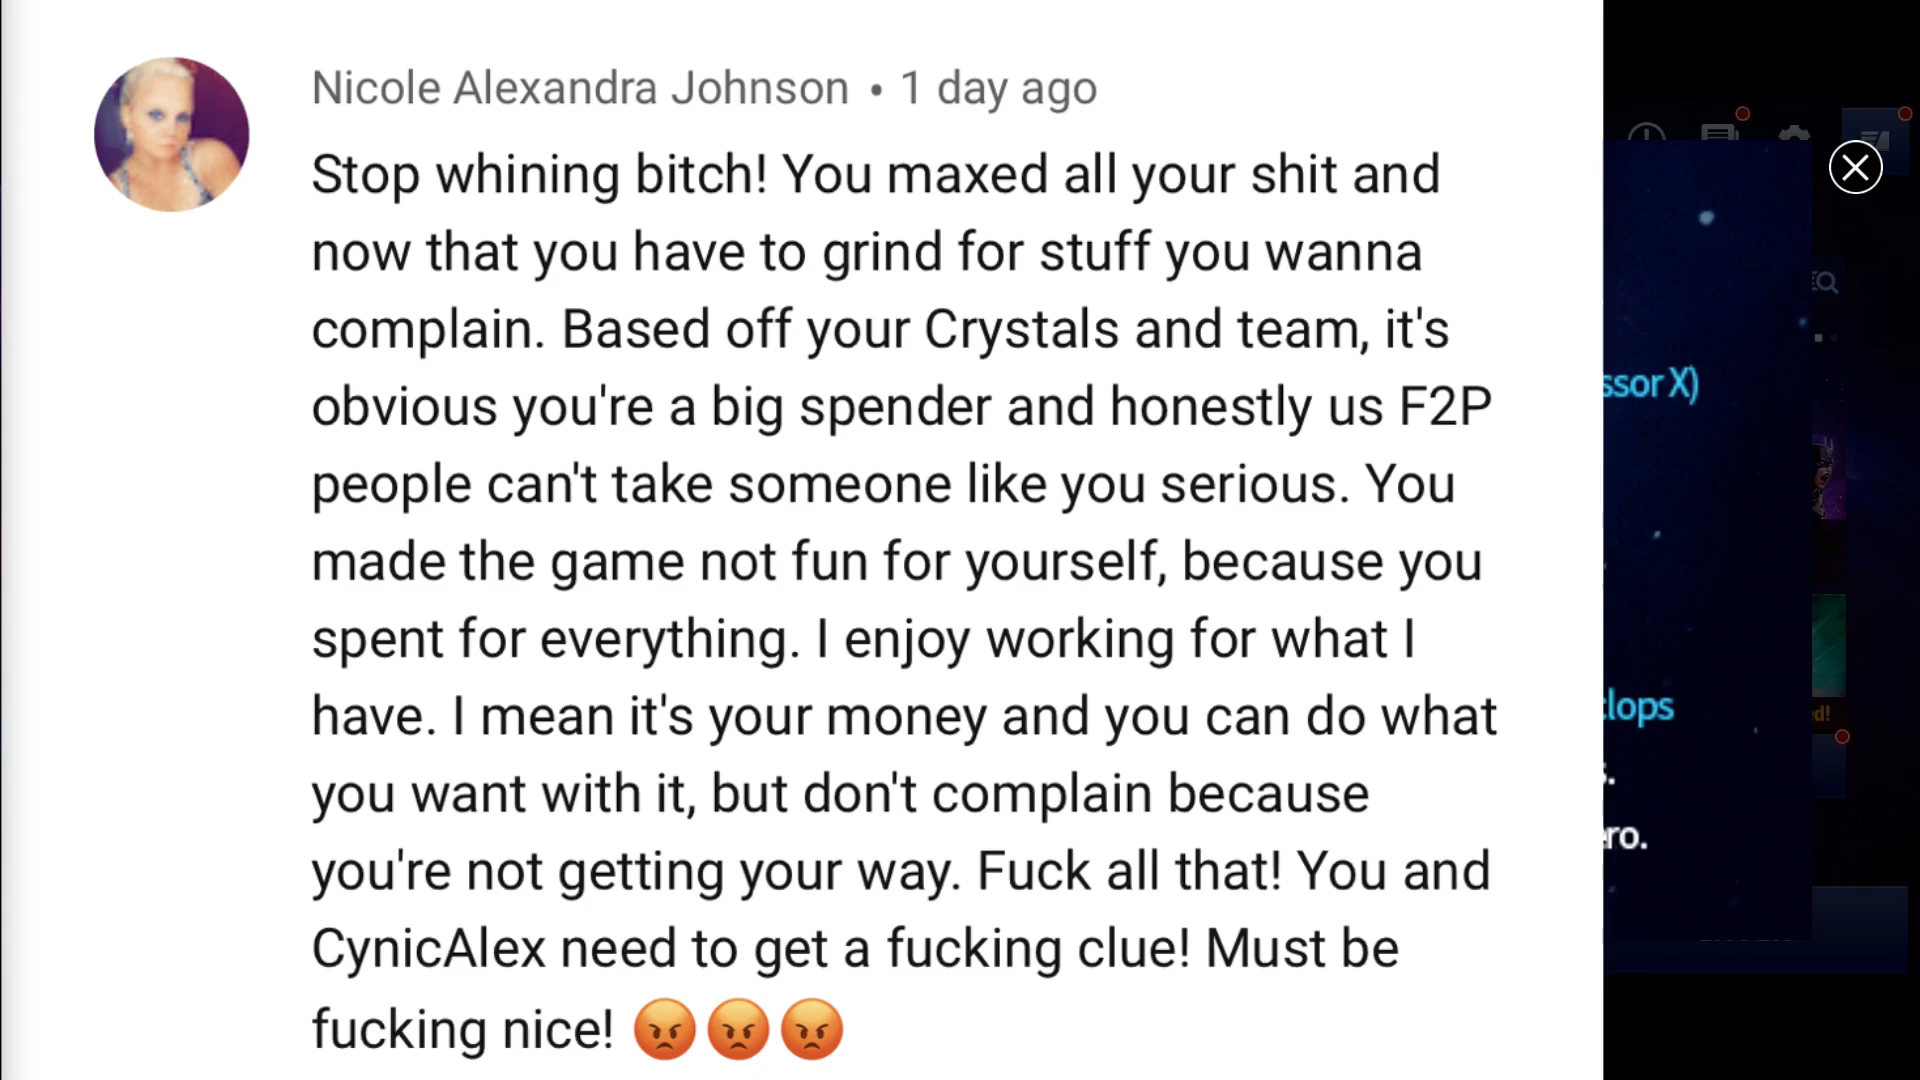 Nicole Alexandra Johnson • 1 day ago
Stop whining bitch! You maxed all your shit and
now that you have to grind for stuff you wanna
complain. Based off your Crystals and team, it's
obvious you're a big spender and honestly us F2P
people can't take someone like you serious. You
made the game not fun for yourself, because you
spent for everything. I enjoy working for what I
have. I mean it's your money and you can do what
you want with it, but don't complain because
you're not getting your way. Fuck all that! You and
CynicAlex need to get a fucking clue! Must be
fucking nice! 😡😡😡
ssor X)
clops
ed!
s.
ero.